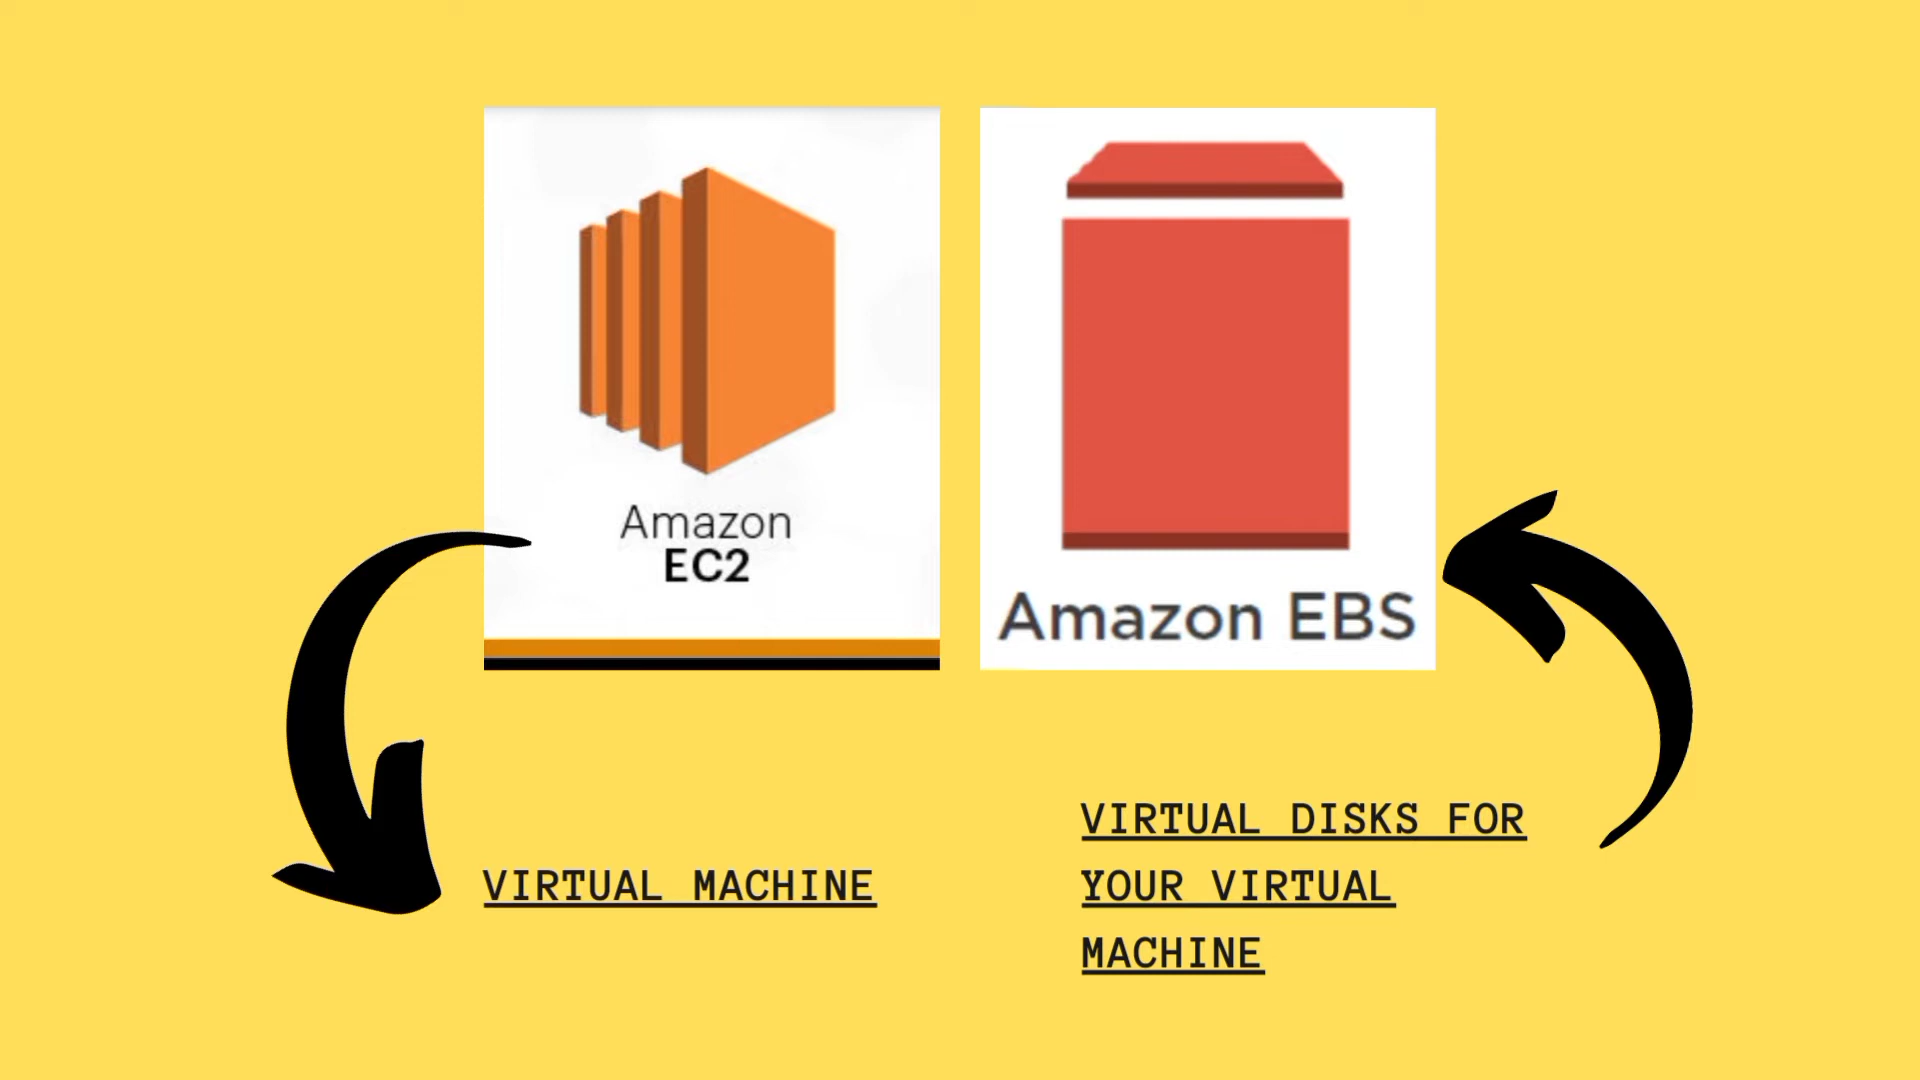 Amazon
EC2
Amazon EBS
VIRTUAL MACHINE
VIRTUAL DISKS FOR
YOUR VIRTUAL
MACHINE